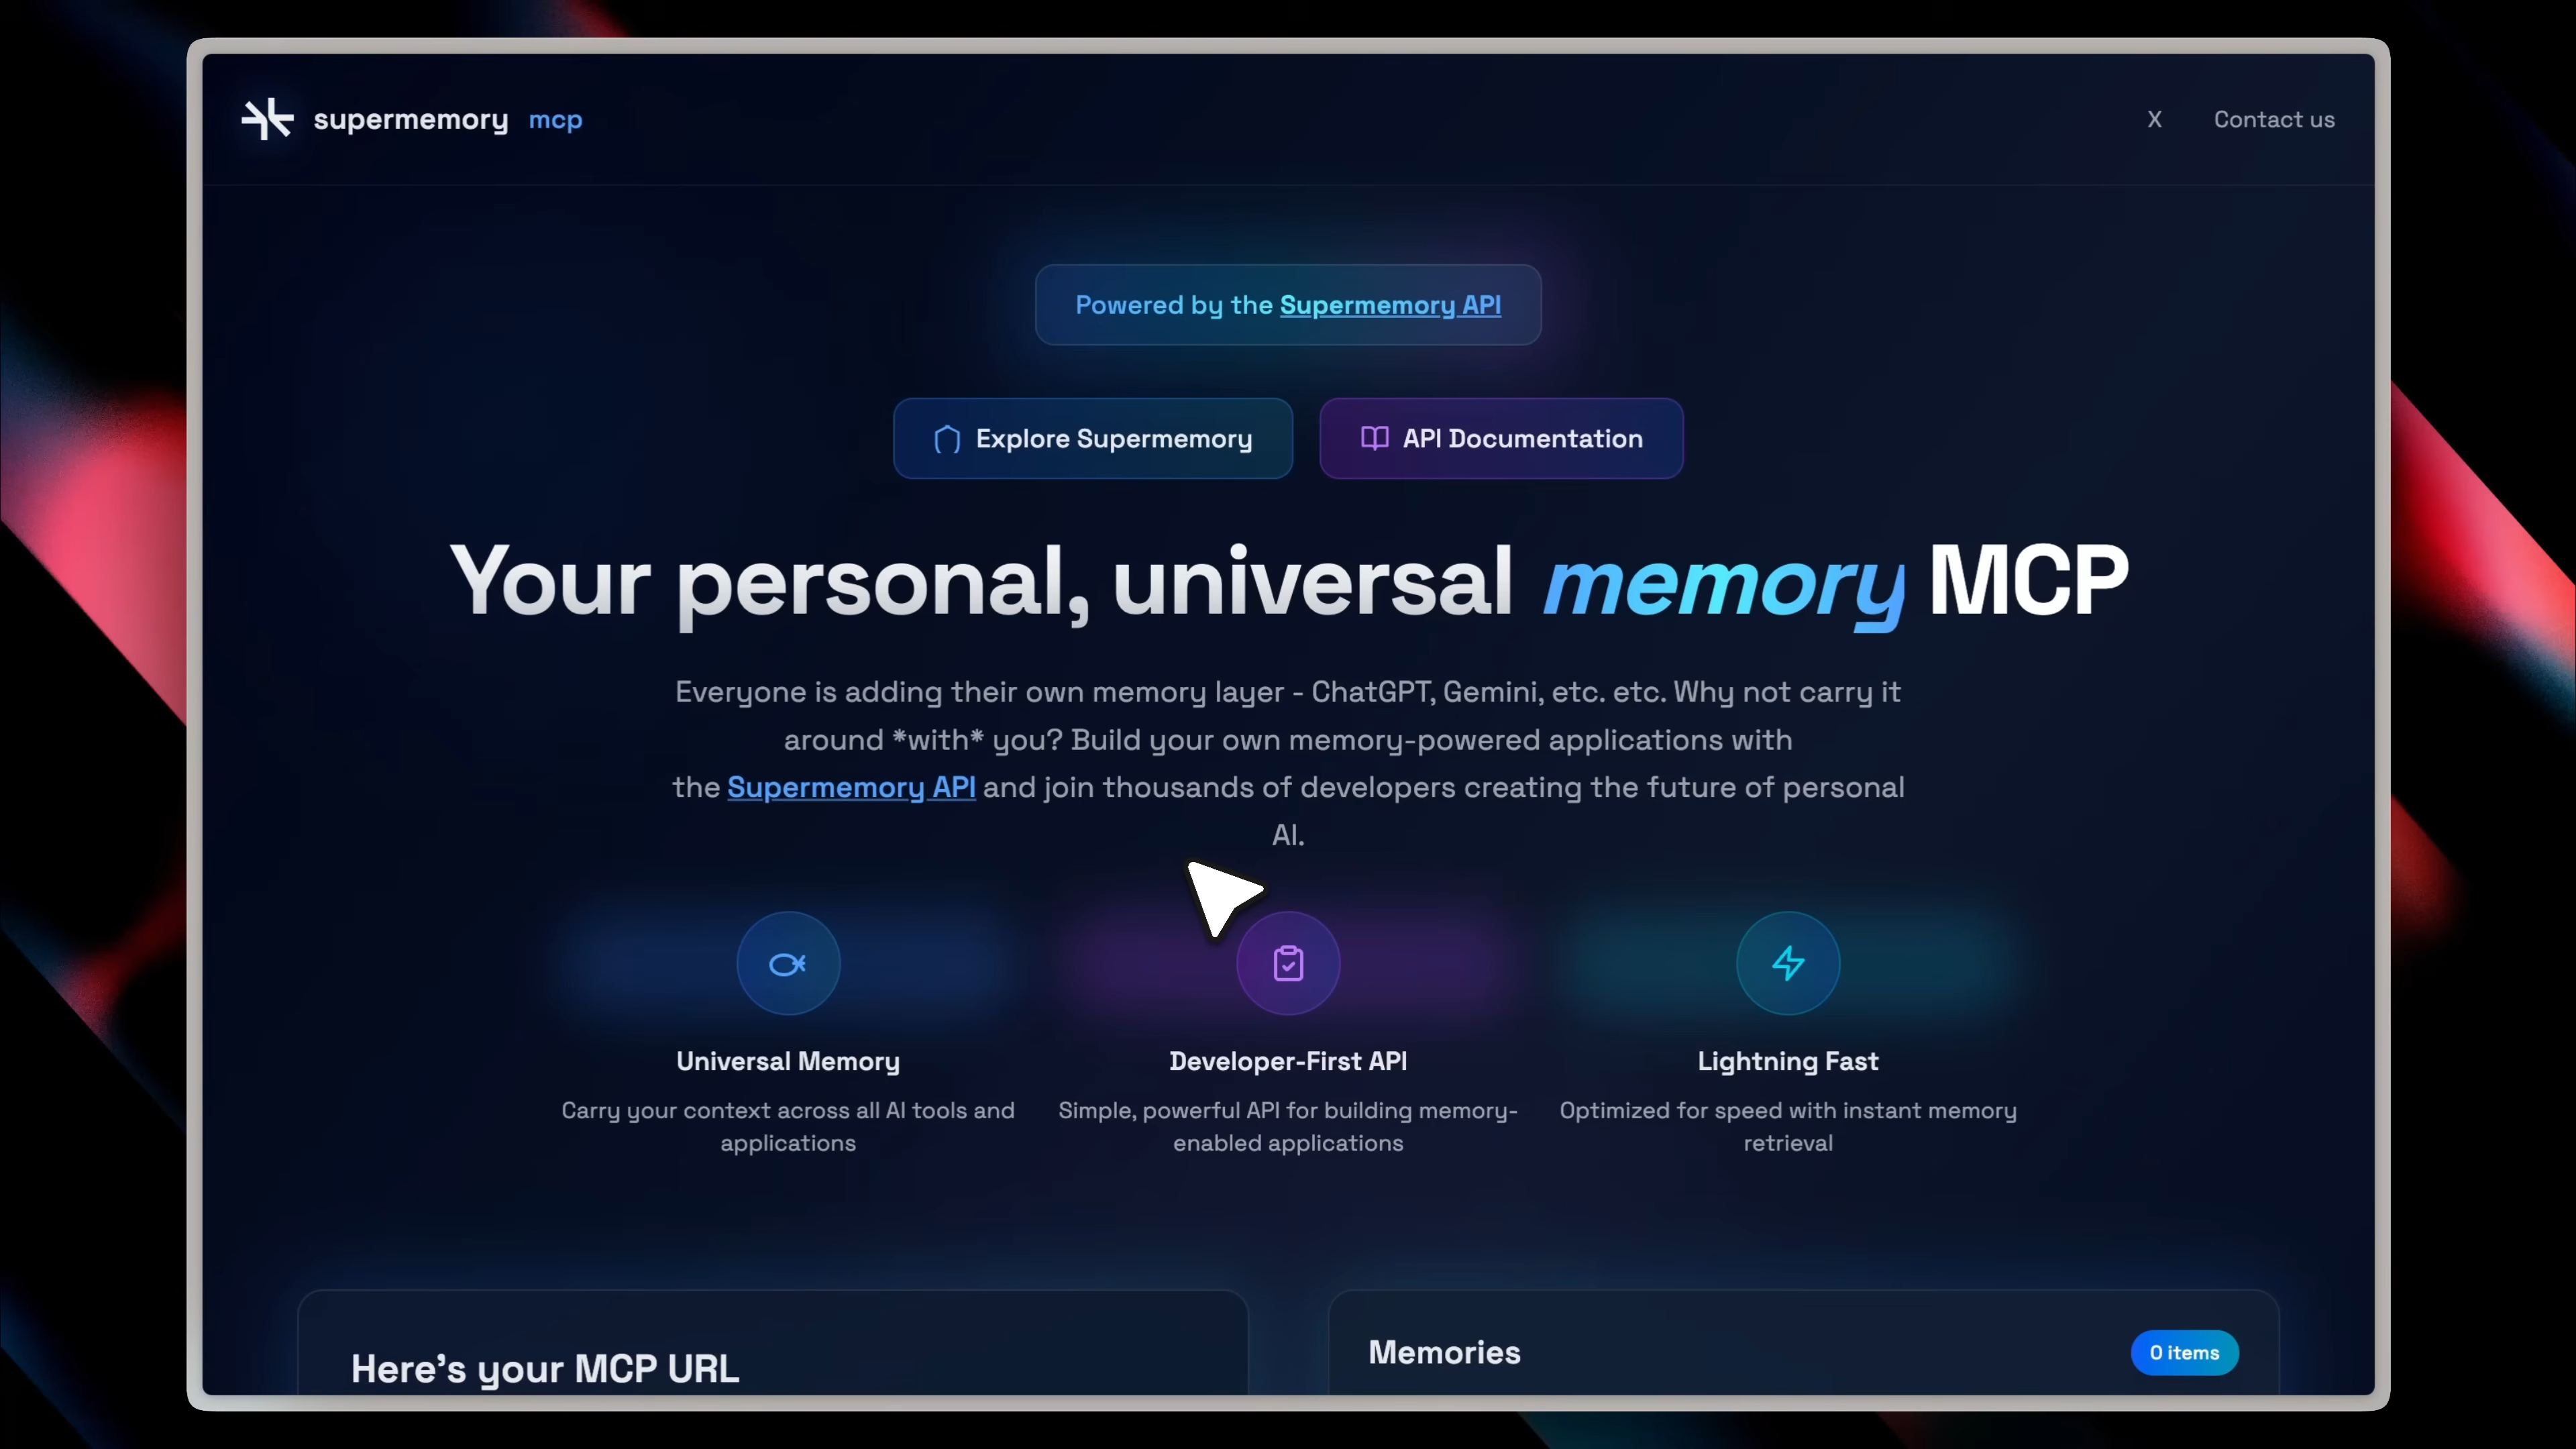 supermemory mcp
X
Contact us
Powered by the Supermemory API
Explore Supermemory
API Documentation
Your personal, universal memory MCP
Everyone is adding their own memory layer - ChatGPT, Gemini, etc. etc. Why not carry it
around *with* you? Build your own memory-powered applications with
the Supermemory API and join thousands of developers creating the future of personal
AI.
Universal Memory
Carry your context across all AI tools and
applications
Developer-First API
Simple, powerful API for building memory-
enabled applications
Lightning Fast
Optimized for speed with instant memory
retrieval
Here's your MCP URL
Memories
0 items